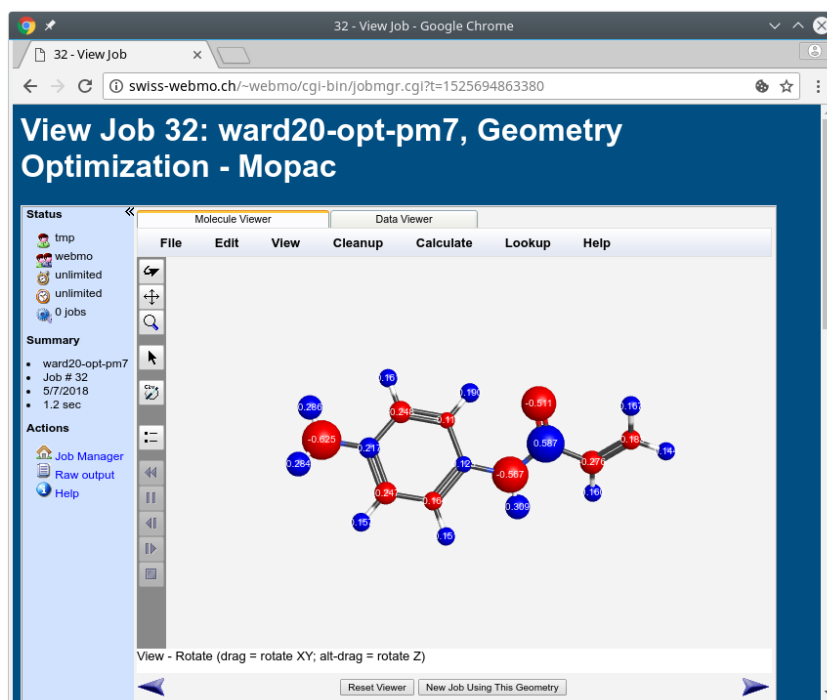 32 - View Job - Google Chrome
32 - View Job
swiss-webmo.ch/~webmo/cgi-bin/jobmgr.cgi?t=1525694863380
View Job 32: ward20-opt-pm7, Geometry
Optimization - Mopac
Status
tmp
webmo
unlimited
unlimited
0 jobs
Summary
ward20-opt-pm7
Job # 32
5/7/2018
1.2 sec
Actions
Job Manager
Raw output
Help
Molecule Viewer
Data Viewer
File Edit View Cleanup Calculate Lookup Help
-0.511
0.587
-0.625
0.284
-0.567
0.309
View - Rotate (drag = rotate XY; alt-drag = rotate Z)
Reset Viewer
New Job Using This Geometry